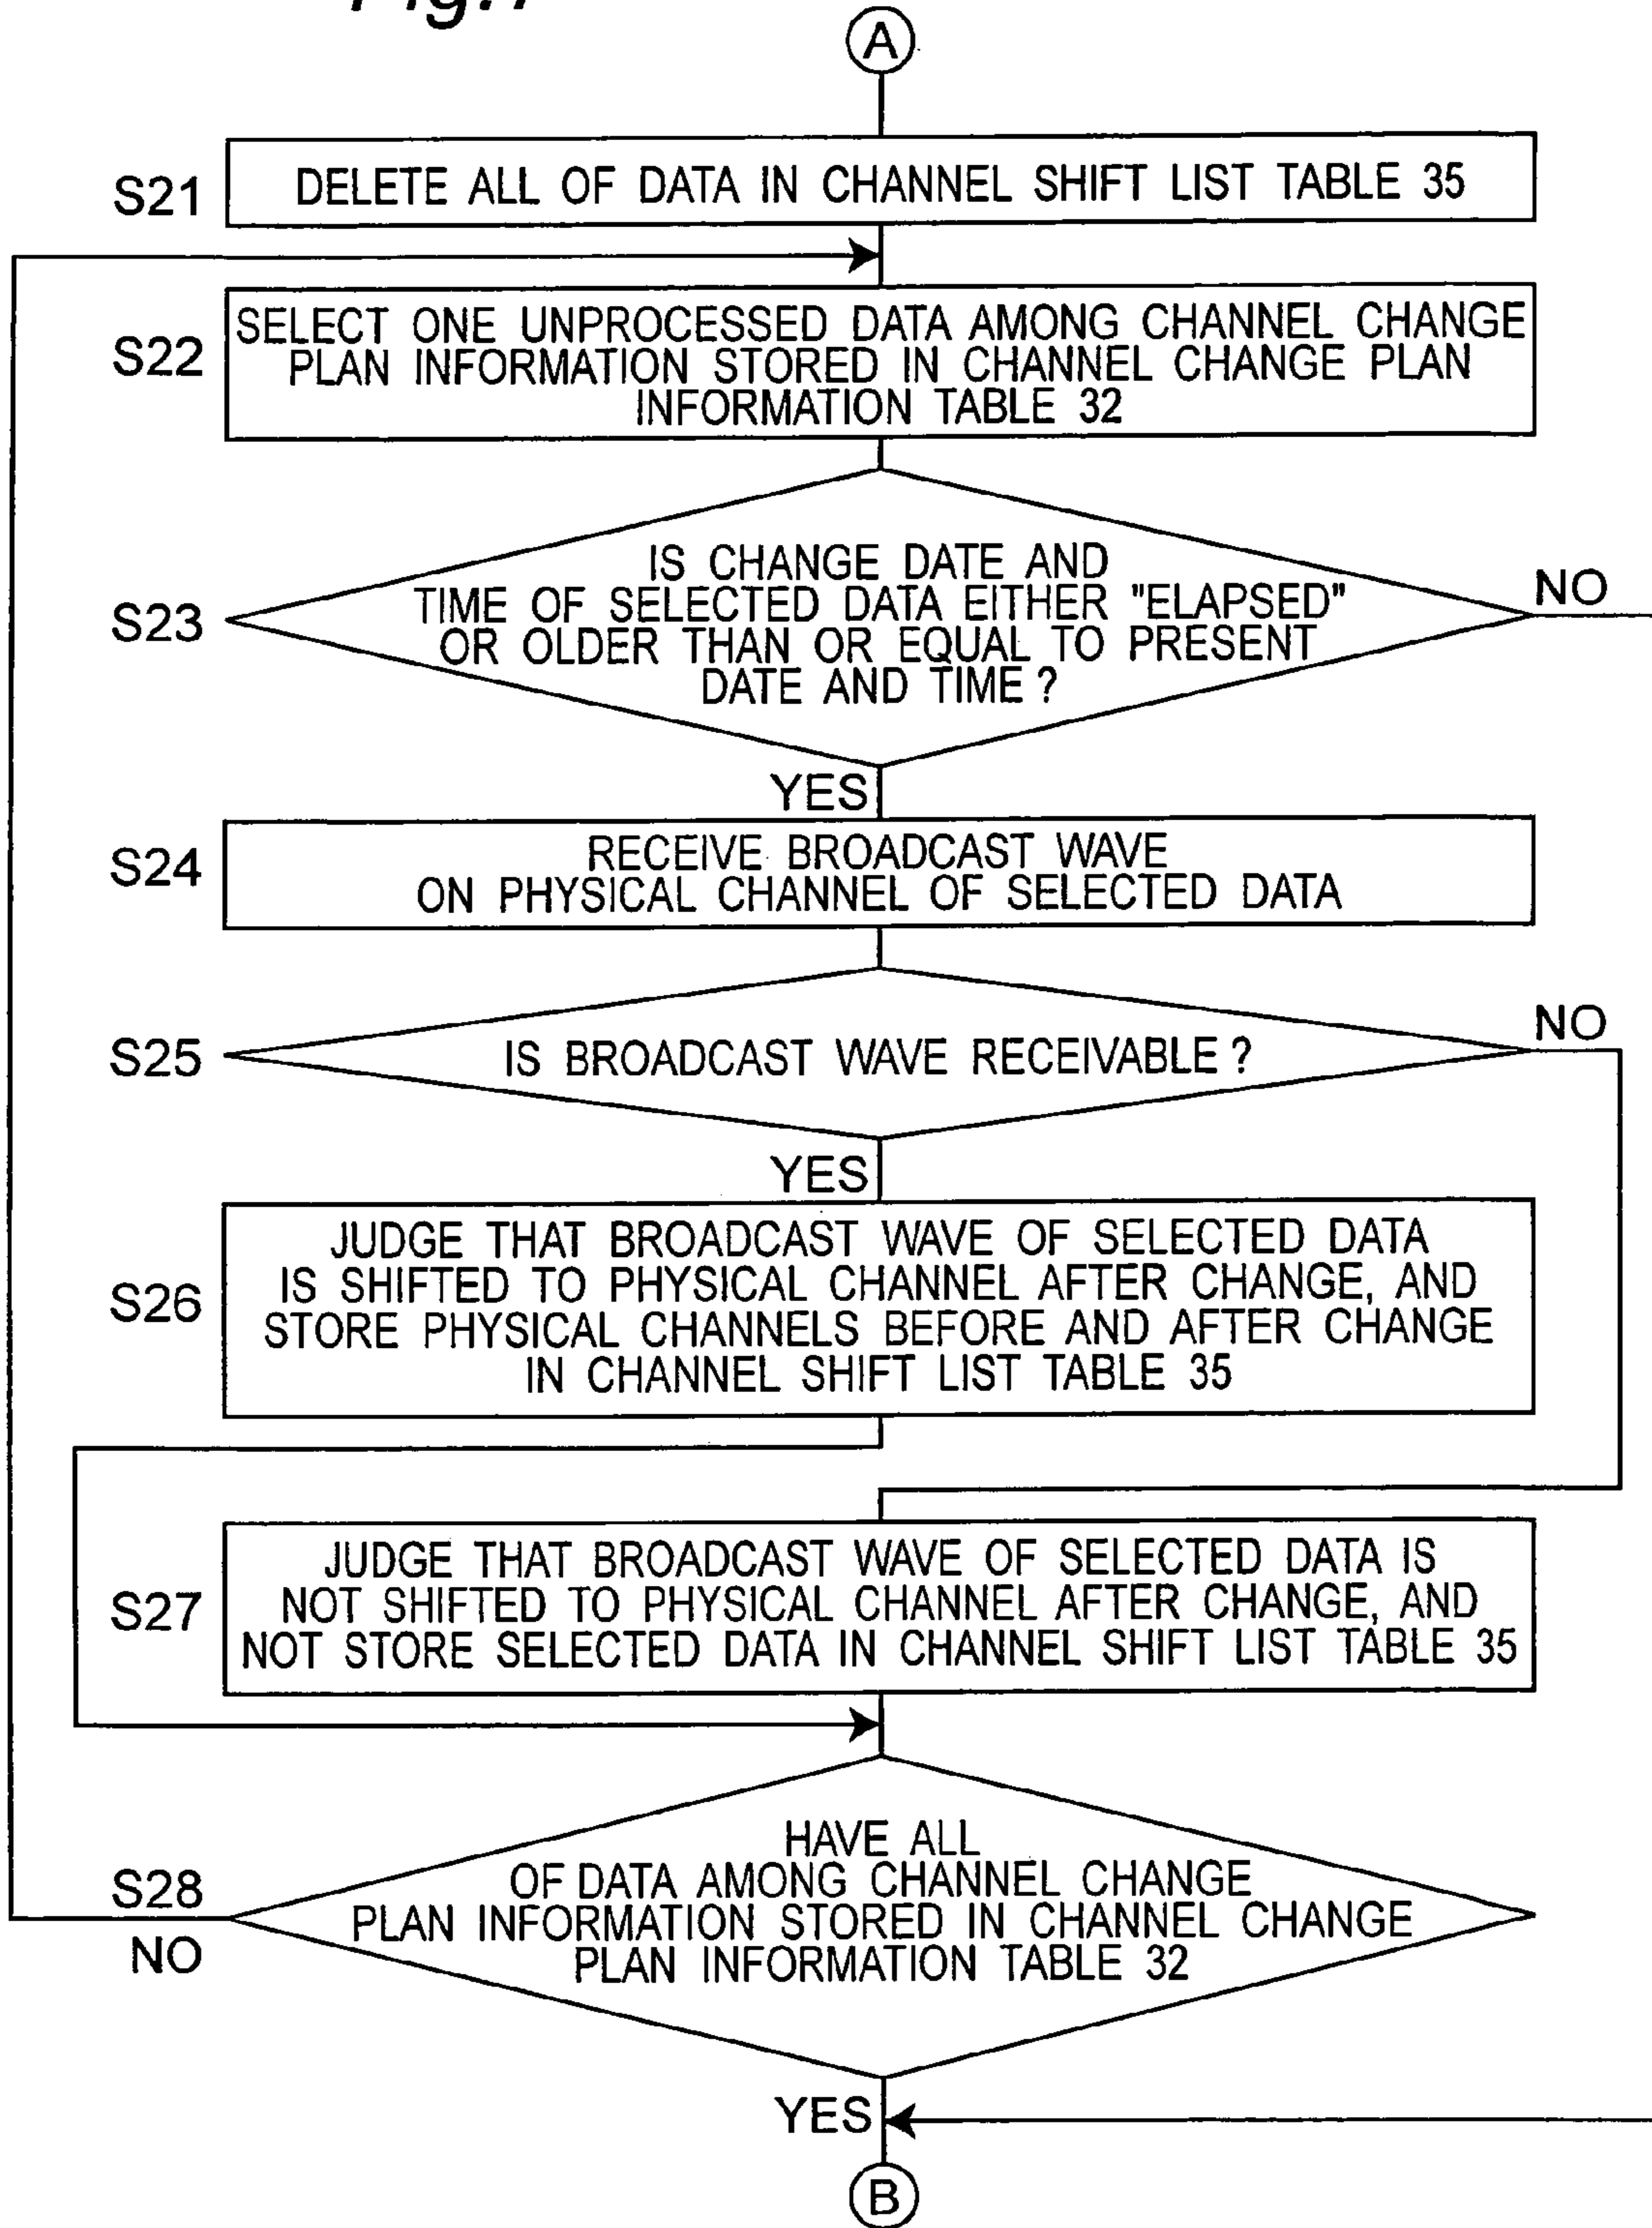 A
S21
DELETE ALL OF DATA IN CHANNEL SHIFT LIST TABLE 35
S22
SELECT ONE UNPROCESSED DATA AMONG CHANNEL CHANGE
PLAN INFORMATION STORED IN CHANNEL CHANGE PLAN
INFORMATION TABLE 32
S23
IS CHANGE DATE AND
TIME OF SELECTED DATA EITHER "ELAPSED"
OR OLDER THAN OR EQUAL TO PRESENT
DATE AND TIME?
NO
YES
S24
RECEIVE BROADCAST WAVE
ON PHYSICAL CHANNEL OF SELECTED DATA
S25
IS BROADCAST WAVE RECEIVABLE?
NO
YES
S26
JUDGE THAT BROADCAST WAVE OF SELECTED DATA
IS SHIFTED TO PHYSICAL CHANNEL AFTER CHANGE, AND
STORE PHYSICAL CHANNELS BEFORE AND AFTER CHANGE
IN CHANNEL SHIFT LIST TABLE 35
S27
JUDGE THAT BROADCAST WAVE OF SELECTED DATA IS
NOT SHIFTED TO PHYSICAL CHANNEL AFTER CHANGE, AND
NOT STORE SELECTED DATA IN CHANNEL SHIFT LIST TABLE 35
S28
HAVE ALL
OF DATA AMONG CHANNEL CHANGE
PLAN INFORMATION STORED IN CHANNEL CHANGE
PLAN INFORMATION TABLE 32
NO
YES
B